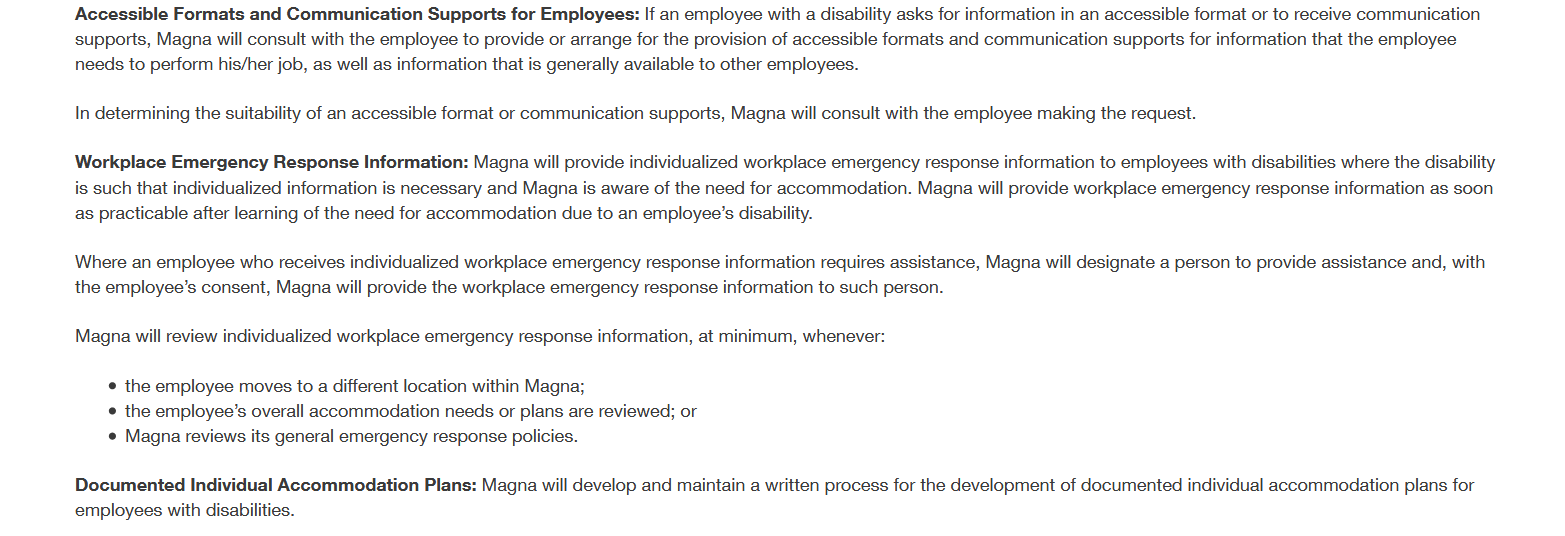 Accessible Formats and Communication Supports for Employees: If an employee with a disability asks for information in an accessible format or to receive communication
supports, Magna will consult with the employee to provide or arrange for the provision of accessible formats and communication supports for information that the employee
needs to perform his/her job, as well as information that is generally available to other employees.
In determining the suitability of an accessible format or communication supports, Magna will consult with the employee making the request.
Workplace Emergency Response Information: Magna will provide individualized workplace emergency response information to employees with disabilities where the disability
is such that individualized information is necessary and Magna is aware of the need for accommodation. Magna will provide workplace emergency response information as soon
as practicable after learning of the need for accommodation due to an employee’s disability.
Where an employee who receives individualized workplace emergency response information requires assistance, Magna will designate a person to provide assistance and, with
the employee’s consent, Magna will provide the workplace emergency response information to such person.
Magna will review individualized workplace emergency response information, at minimum, whenever:
• the employee moves to a different location within Magna;
• the employee’s overall accommodation needs or plans are reviewed; or
• Magna reviews its general emergency response policies.
Documented Individual Accommodation Plans: Magna will develop and maintain a written process for the development of documented individual accommodation plans for
employees with disabilities.